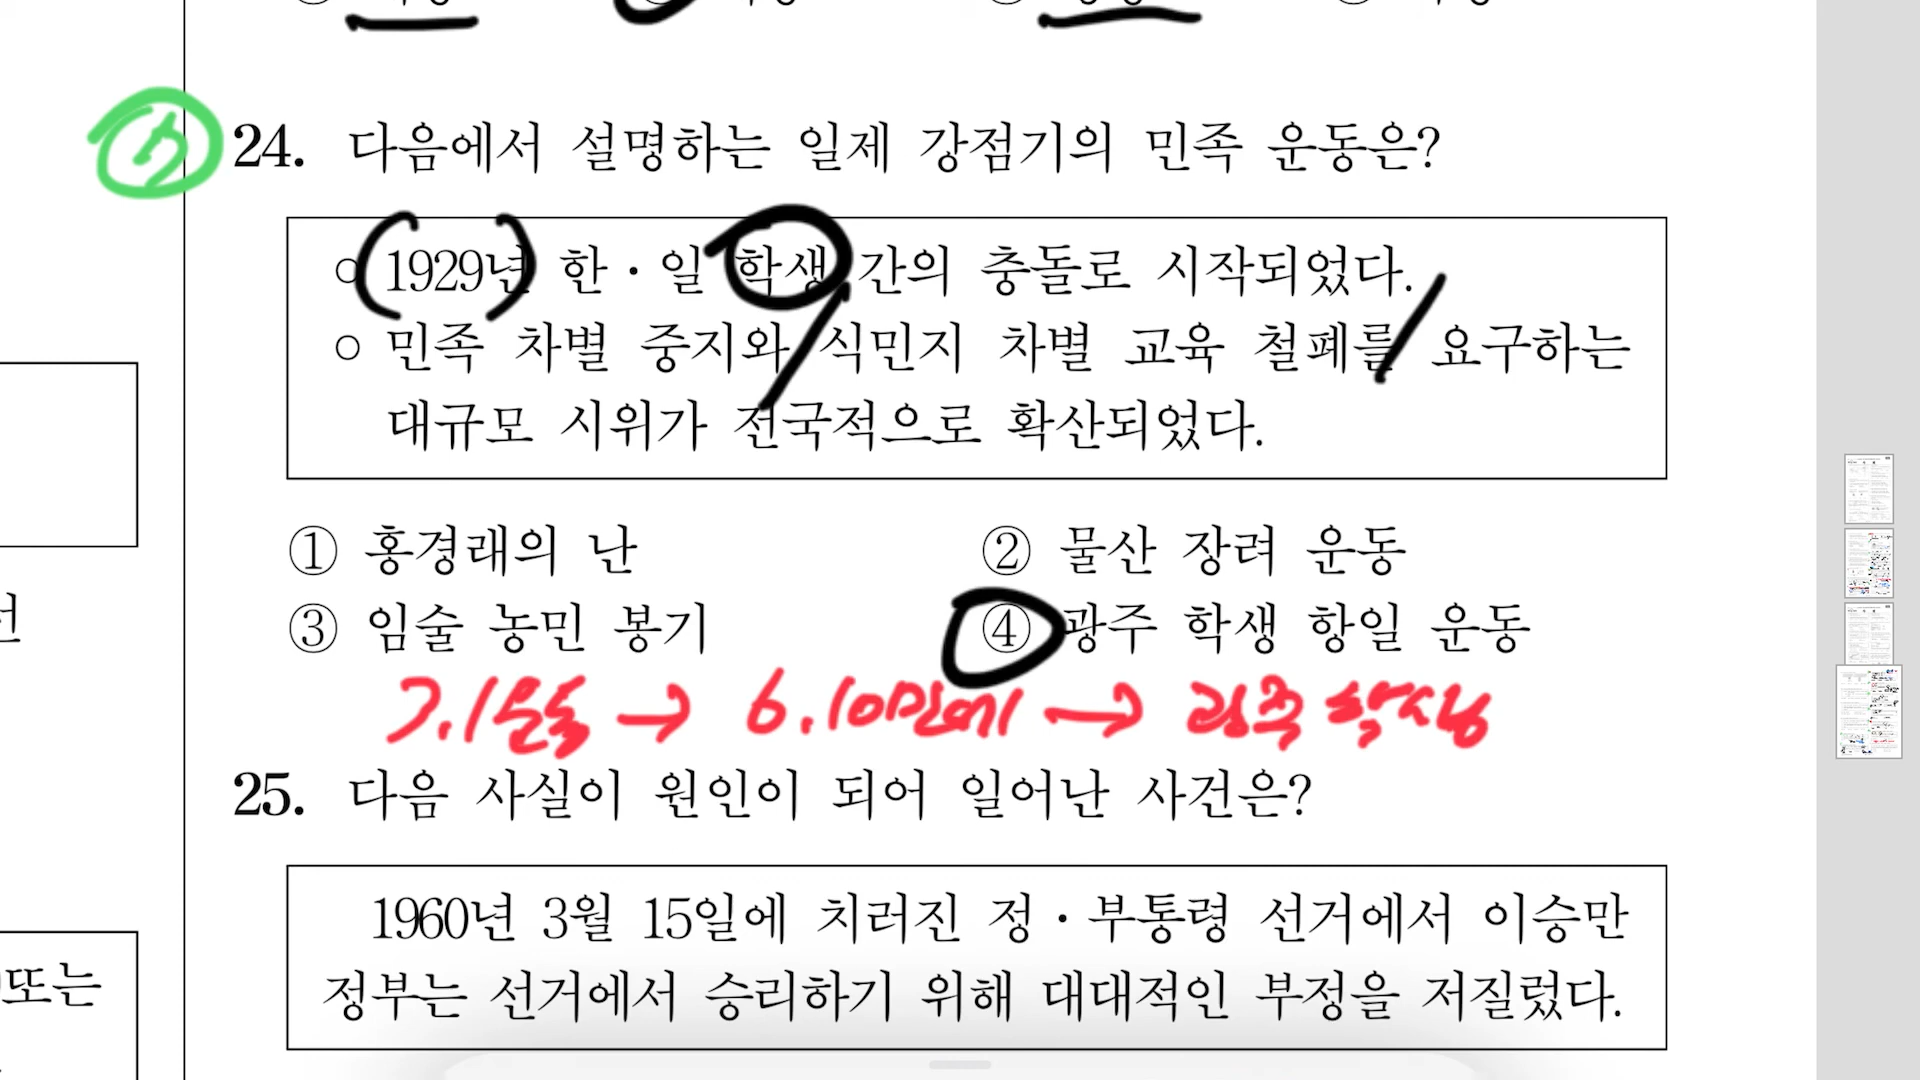 24. 다음에서 설명하는 일제 강점기의 민족 운동은?
○ 1929년 한·일 학생 간의 충돌로 시작되었다.
○ 민족 차별 중지와 식민지 차별 교육 철폐를 요구하는
대규모 시위가 전국적으로 확산되었다.
① 홍경래의 난 ② 물산 장려 운동
③ 임술 농민 봉기 ④ 광주 학생 항일 운동
→ 6.10만세 → 광주 학생
25. 다음 사실이 원인이 되어 일어난 사건은?
1960년 3월 15일에 치러진 정·부통령 선거에서 이승만
정부는 선거에서 승리하기 위해 대대적인 부정을 저질렀다.
또는